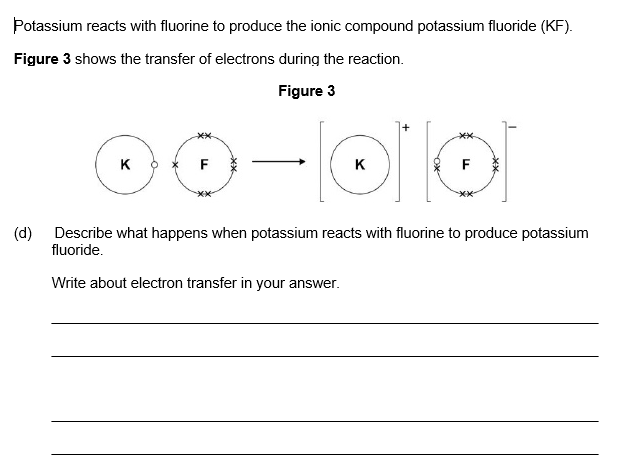 Potassium reacts with fluorine to produce the ionic compound potassium fluoride (KF).
Figure 3 shows the transfer of electrons during the reaction.
Figure 3
K F K + F –
(d) Describe what happens when potassium reacts with fluorine to produce potassium
fluoride.
Write about electron transfer in your answer.